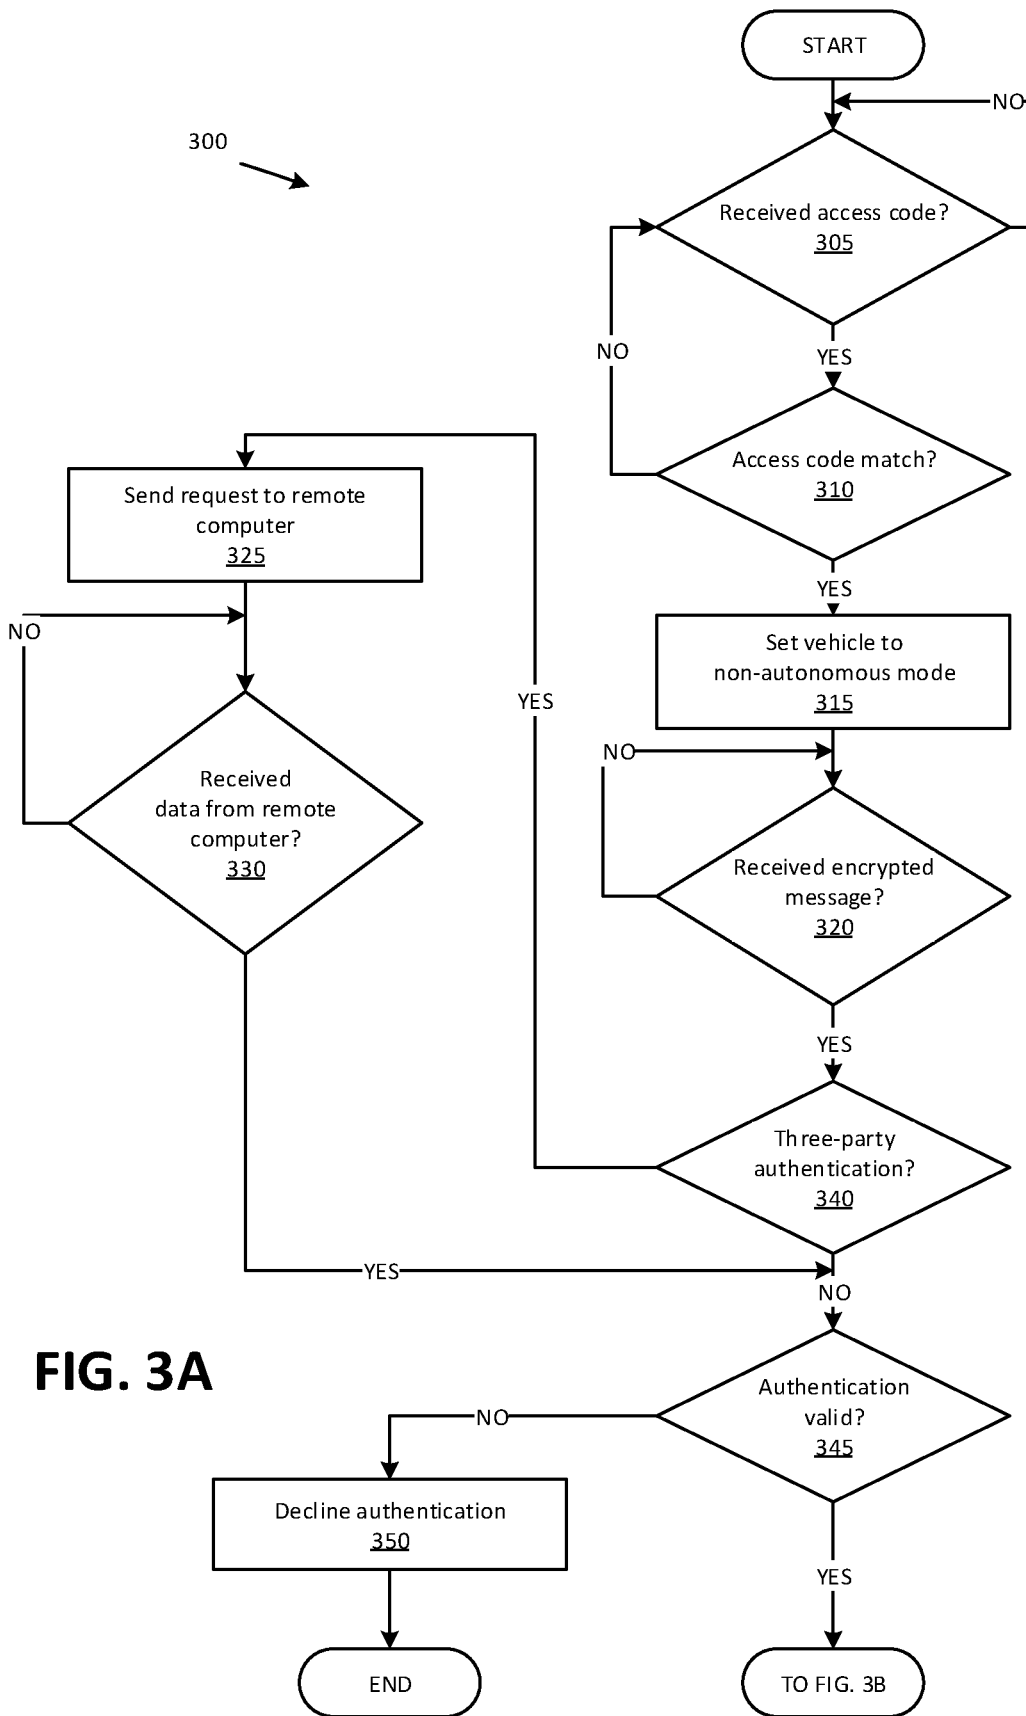 START
NO
300
Received access code?
305
NO
YES
Access code match?
310
Send request to remote
computer
325
YES
NO
Set vehicle to
non-autonomous mode
315
YES
NO
Received
data from remote
computer?
330
Received encrypted
message?
320
YES
Three-party
authentication?
340
YES
NO
FIG. 3A
Authentication
valid?
345
NO
Decline authentication
350
YES
END
TO FIG. 3B